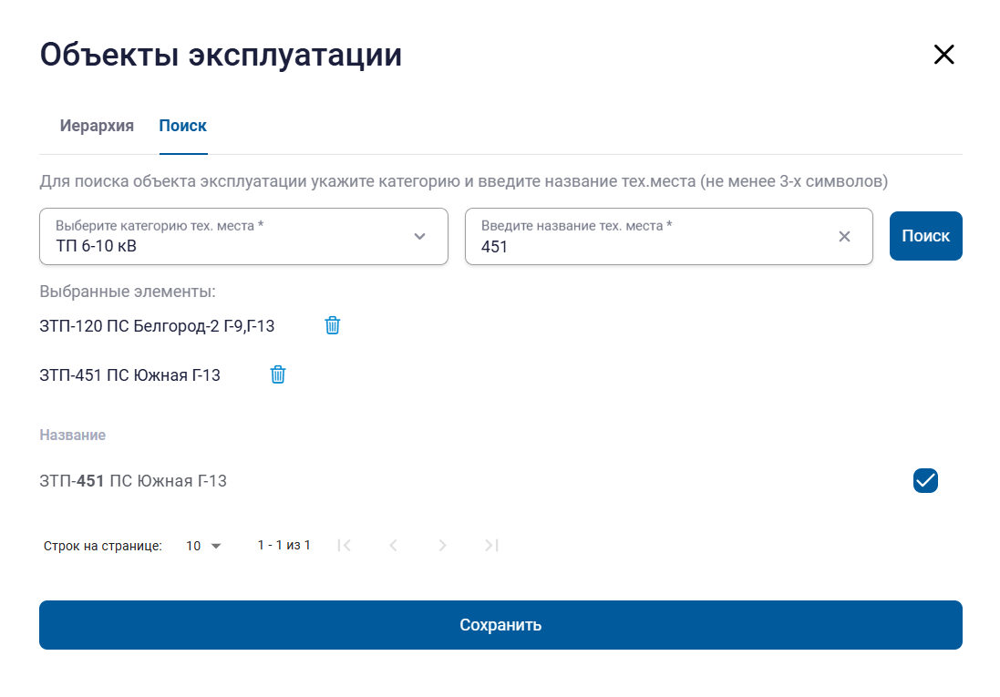 Объекты эксплуатации
Иерархия Поиск
Для поиска объекта эксплуатации укажите категорию и введите название тех.места (не менее 3-х символов)
Выберите категорию тех. места *
ТП 6-10 кВ
Введите название тех. места *
451
Поиск
Выбранные элементы:
ЗТП-120 ПС Белгород-2 Г-9,Г-13
ЗТП-451 ПС Южная Г-13
Название
ЗТП-451 ПС Южная Г-13
Строк на странице: 10 1 - 1 из 1
Сохранить